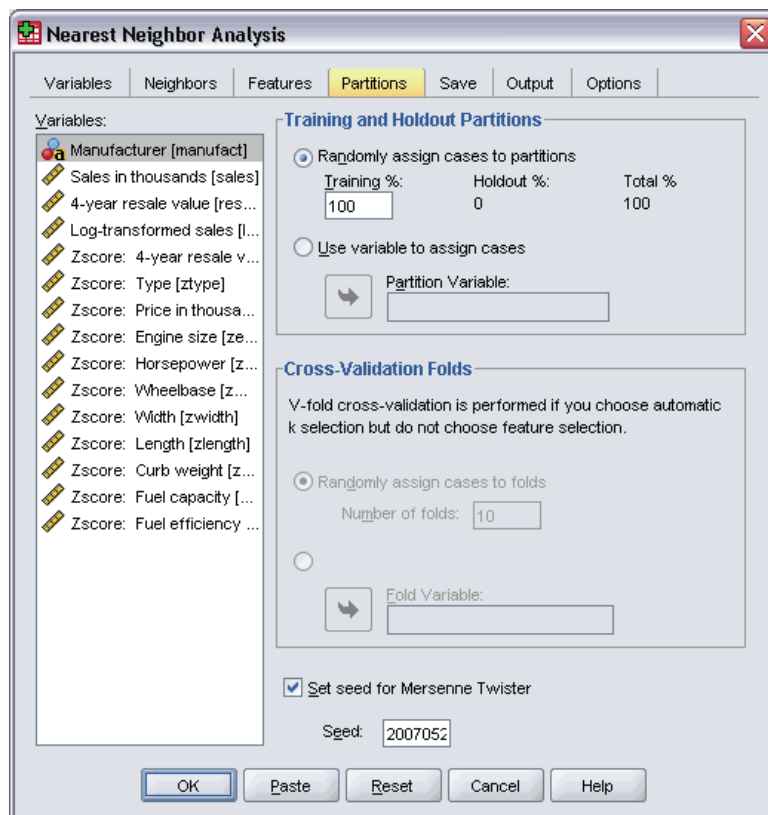 Nearest Neighbor Analysis
Variables Neighbors Features Partitions Save Output Options
Variables:
Manufacturer [manufact]
Sales in thousands [sales]
4-year resale value [res...
Log-transformed sales [l...
Zscore: 4-year resale v...
Zscore: Type [ztype]
Zscore: Price in thousa...
Zscore: Engine size [ze...
Zscore: Horsepower [z...
Zscore: Wheelbase [z...
Zscore: Width [zwidth]
Zscore: Length [zlength]
Zscore: Curb weight [z...
Zscore: Fuel capacity [...
Zscore: Fuel efficiency ...
Training and Holdout Partitions
Randomly assign cases to partitions
Training %: Holdout %: Total %
100 0 100
Use variable to assign cases
Partition Variable:
Cross-Validation Folds
V-fold cross-validation is performed if you choose automatic
k selection but do not choose feature selection.
Randomly assign cases to folds
Number of folds: 10
Fold Variable:
Set seed for Mersenne Twister
Seed: 2007052
OK Paste Reset Cancel Help